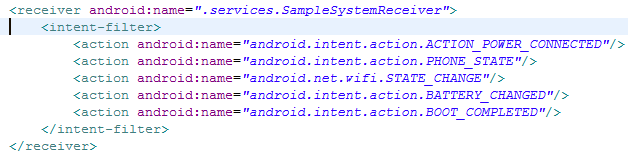 <receiver android:name=".services.SampleSystemReceiver">
<intent-filter>
<action android:name="android.intent.action.ACTION_POWER_CONNECTED"/>
<action android:name="android.intent.action.PHONE_STATE"/>
<action android:name="android.net.wifi.STATE_CHANGE"/>
<action android:name="android.intent.action.BATTERY_CHANGED"/>
<action android:name="android.intent.action.BOOT_COMPLETED"/>
</intent-filter>
</receiver>